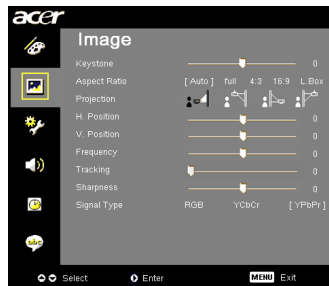 acer
Image
Keystone 0
Aspect Ratio [ Auto ] full 4:3 16:9 L.Box
Projection
H. Position 0
V. Position 0
Frequency 0
Tracking 0
Sharpness 0
Signal Type RGB YCbCr [ YPbPr ]
abc
Select Enter MENU Exit